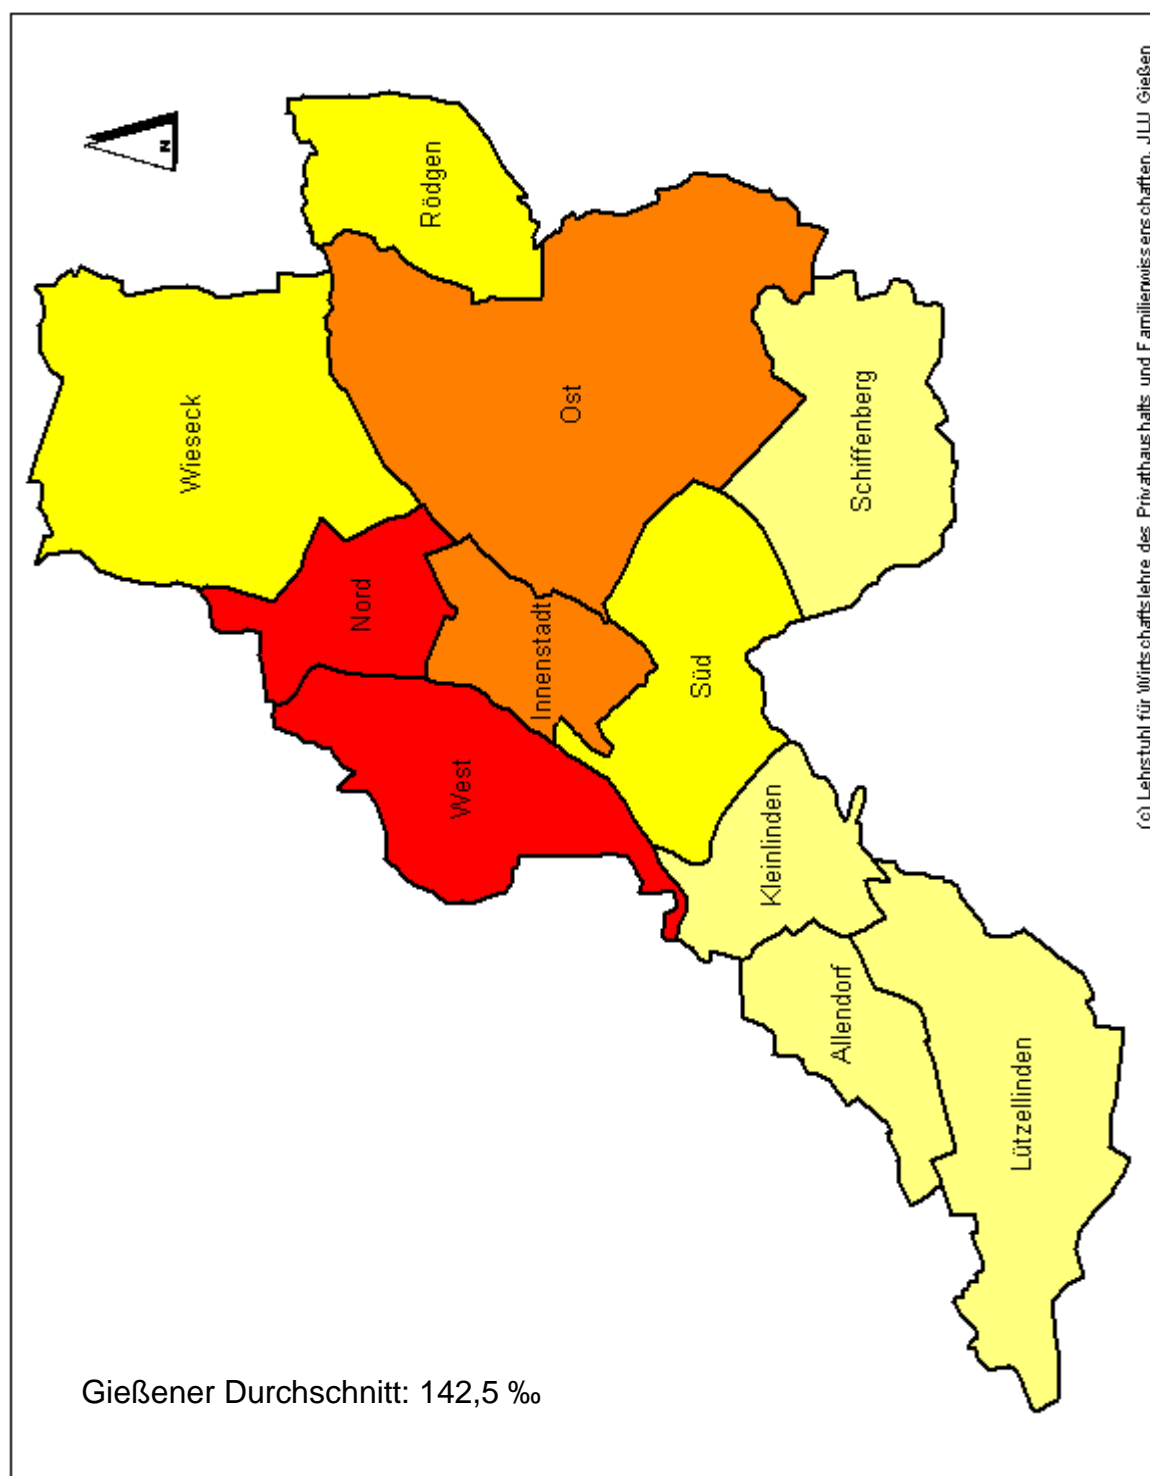 N
Rödgen
Wieseck
Ost
Schiffenberg
Nord
Innenstadt
Süd
West
Kleinlinden
Allendorf
Lützellinden
Gießener Durchschnitt: 142,5 ‰
(c) Lehrstuhl für Wirtschaftslehre des Privathaushalts und Familienwissenschaften, JLU Gießen